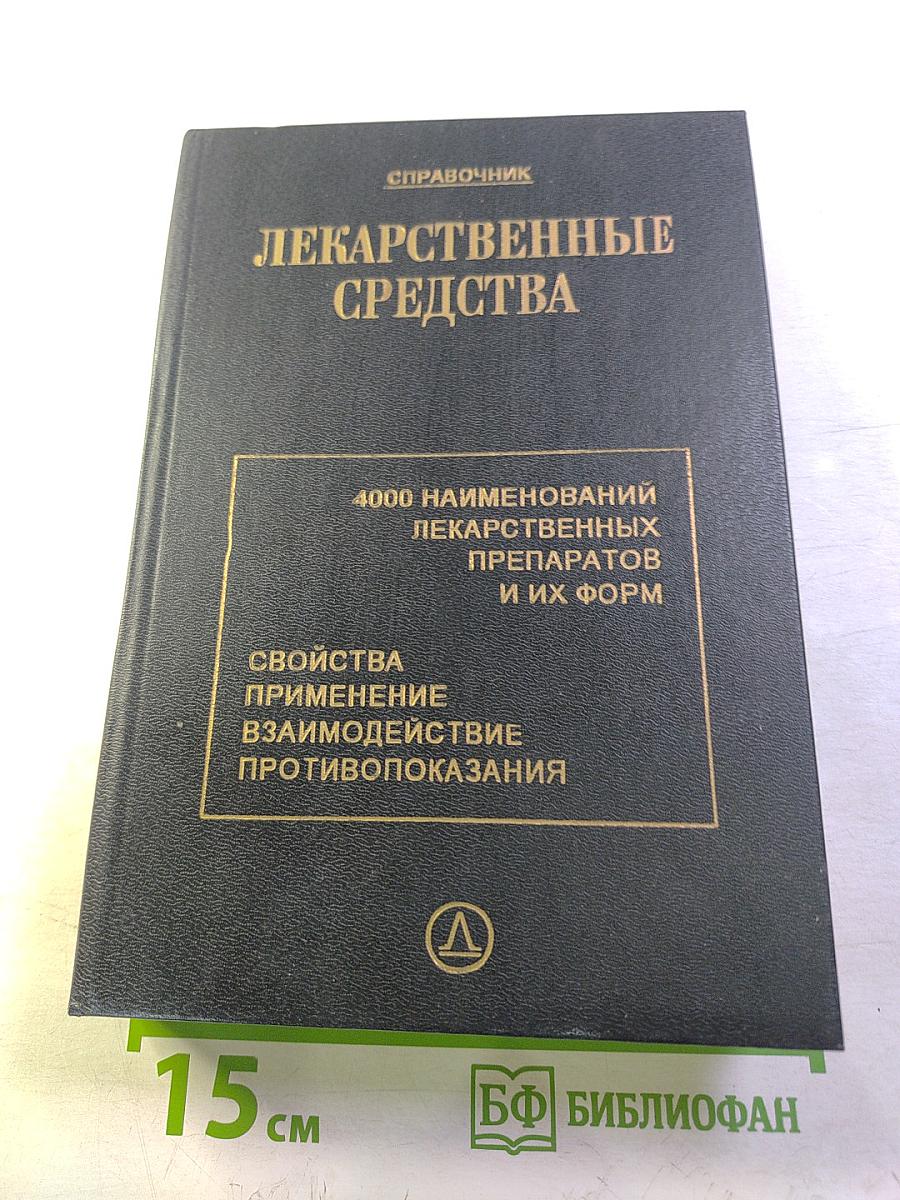 СПРАВОЧНИК
ЛЕКАРСТВЕННЫЕ
СРЕДСТВА
4000 НАИМЕНОВАНИЙ
ЛЕКАРСТВЕННЫХ
ПРЕПАРАТОВ
И ИХ ФОРМ
СВОЙСТВА
ПРИМЕНЕНИЕ
ВЗАИМОДЕЙСТВИЕ
ПРОТИВОПОКАЗАНИЯ
Л
15 см
БФ БИБЛИОФАН